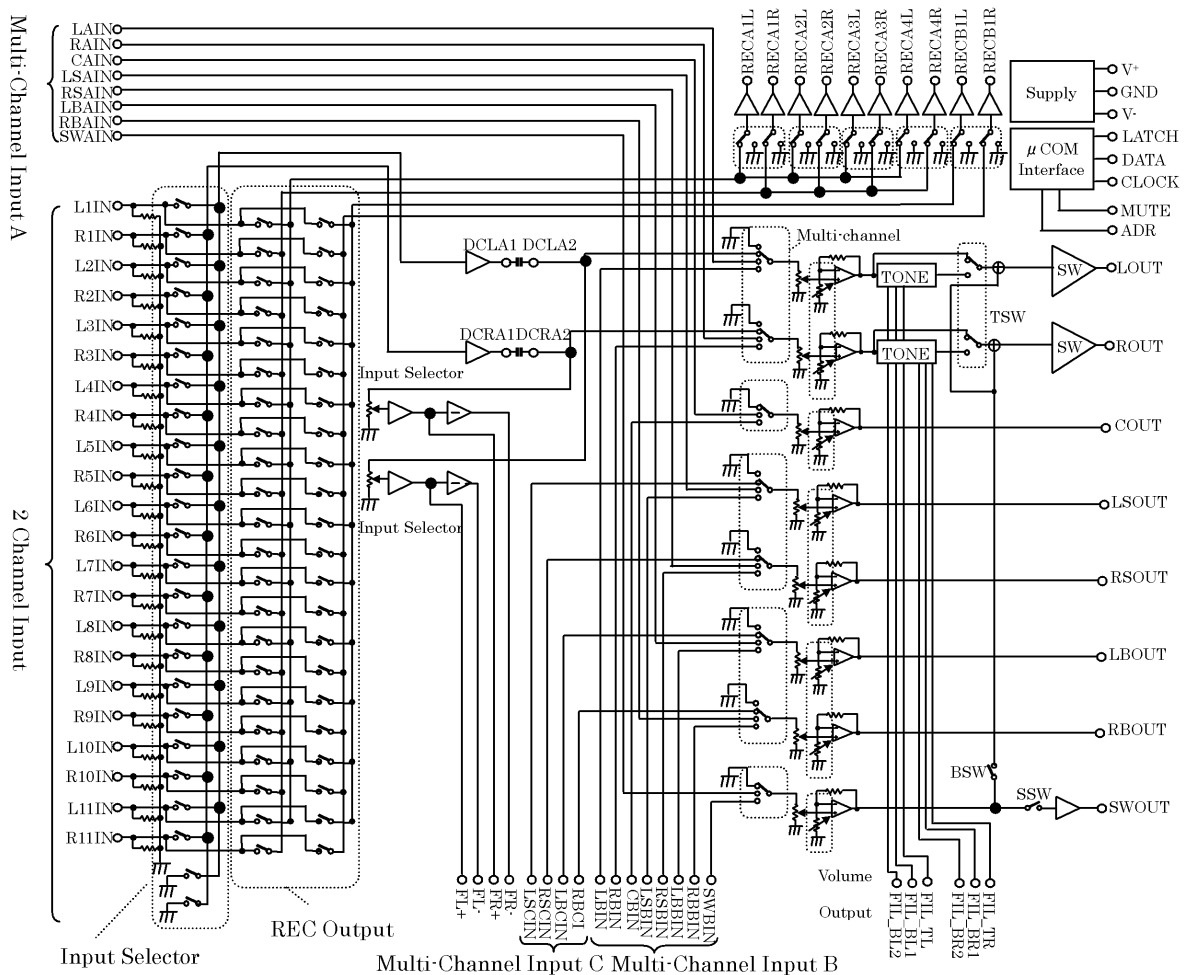 Multi-Channel Input A
LAIN
RAIN
CAIN
LSAIN
RSAIN
LBAIN
RBAIN
SWAIN
RECA1L
RECA1R
RECA2L
RECA2R
RECA3L
RECA3R
RECA4L
RECA4R
RECB1L
RECB1R
Supply
V+
GND
V-
μ COM
Interface
LATCH
DATA
CLOCK
MUTE
ADR
2 Channel Input
L1IN
R1IN
L2IN
R2IN
L3IN
R3IN
L4IN
R4IN
L5IN
R5IN
L6IN
R6IN
L7IN
R7IN
L8IN
R8IN
L9IN
R9IN
L10IN
R10IN
L11IN
R11IN
DCLA1 DCLA2
DCRA1DCRA2
Input Selector
Input Selector
Multi-channel
TONE
TONE
TSW
SW
SW
LOUT
ROUT
COUT
LSOUT
RSOUT
LBOUT
RBOUT
BSW
SSW
SWOUT
Volume
Output
FIL_BL2
FIL_BL1
FIL_TL
FIL_BR2
FIL_BR1
FIL_TR
FL+
FL-
FR+
FR-
LSCIN
RSCIN
LBCIN
RBCI
LBIN
RBIN
CBIN
LSBIN
RSBIN
LBBIN
RBBIN
SWBIN
REC Output
Input Selector
Multi-Channel Input C Multi-Channel Input B